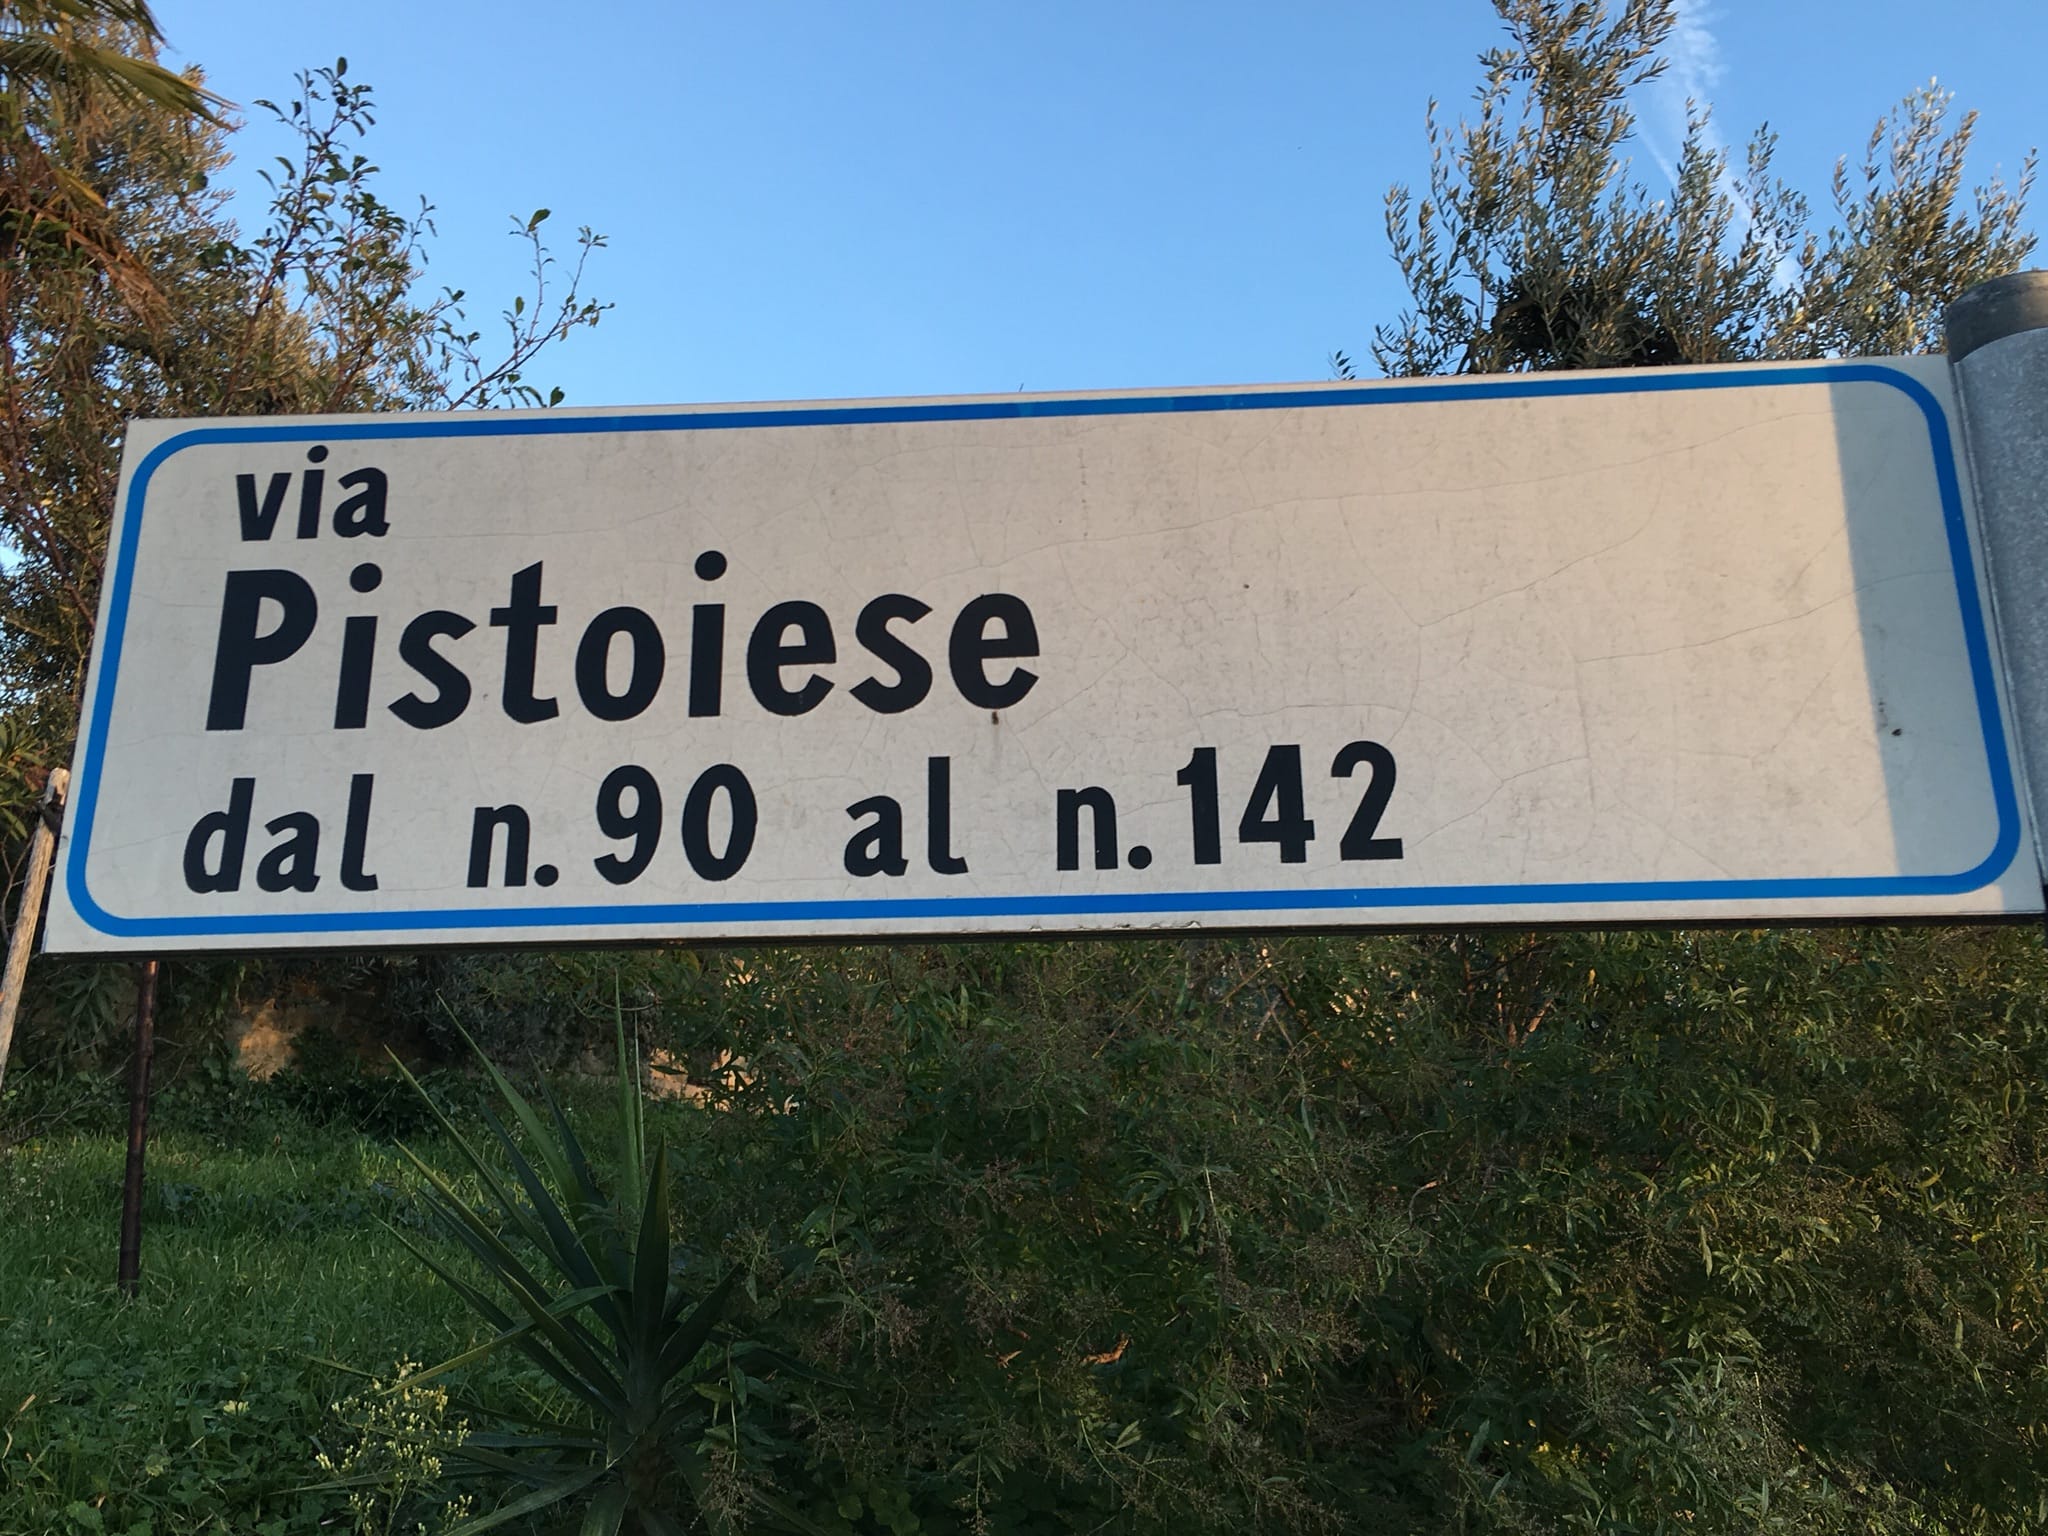 via
Pistoiese
dal n. 90 al n. 142